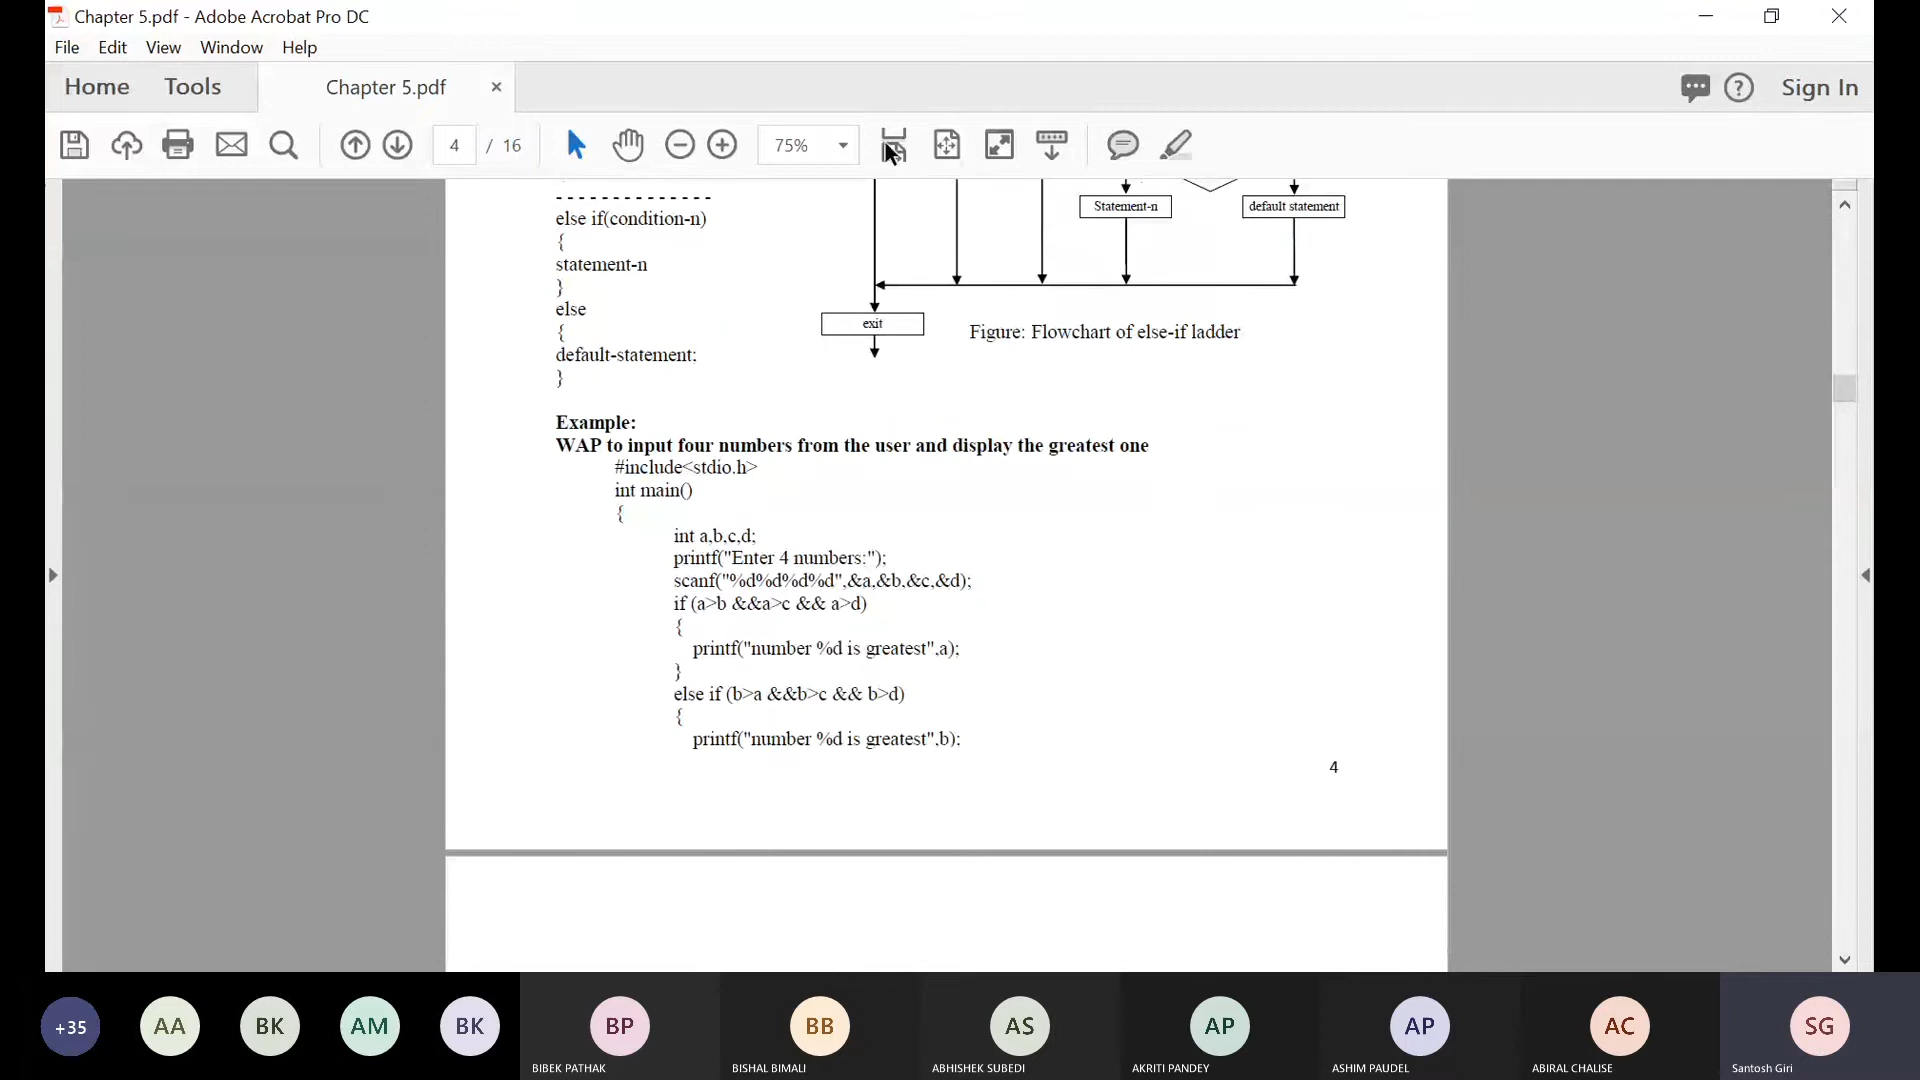 Chapter 5.pdf - Adobe Acrobat Pro DC
File Edit View Window Help
Home Tools Chapter 5.pdf × ? Sign In
4 / 16 75%
- - - - - - - - - - - - - -
else if(condition-n)
{
statement-n
}
else
{
default-statement;
}
Statement-n default statement
exit
Figure: Flowchart of else-if ladder
Example:
WAP to input four numbers from the user and display the greatest one
#include<stdio.h>
int main()
{
int a,b,c,d;
printf("Enter 4 numbers:");
scanf("%d%d%d%d",&a,&b,&c,&d);
if (a>b &&a>c && a>d)
{
printf("number %d is greatest",a);
}
else if (b>a &&b>c && b>d)
{
printf("number %d is greatest",b);
4
+35 AA BK AM BK BP BB AS AP AP AC SG
BIBEK PATHAK BISHAL BIMALI ABHISHEK SUBEDI AKRITI PANDEY ASHIM PAUDEL ABIRAL CHALISE Santosh Giri